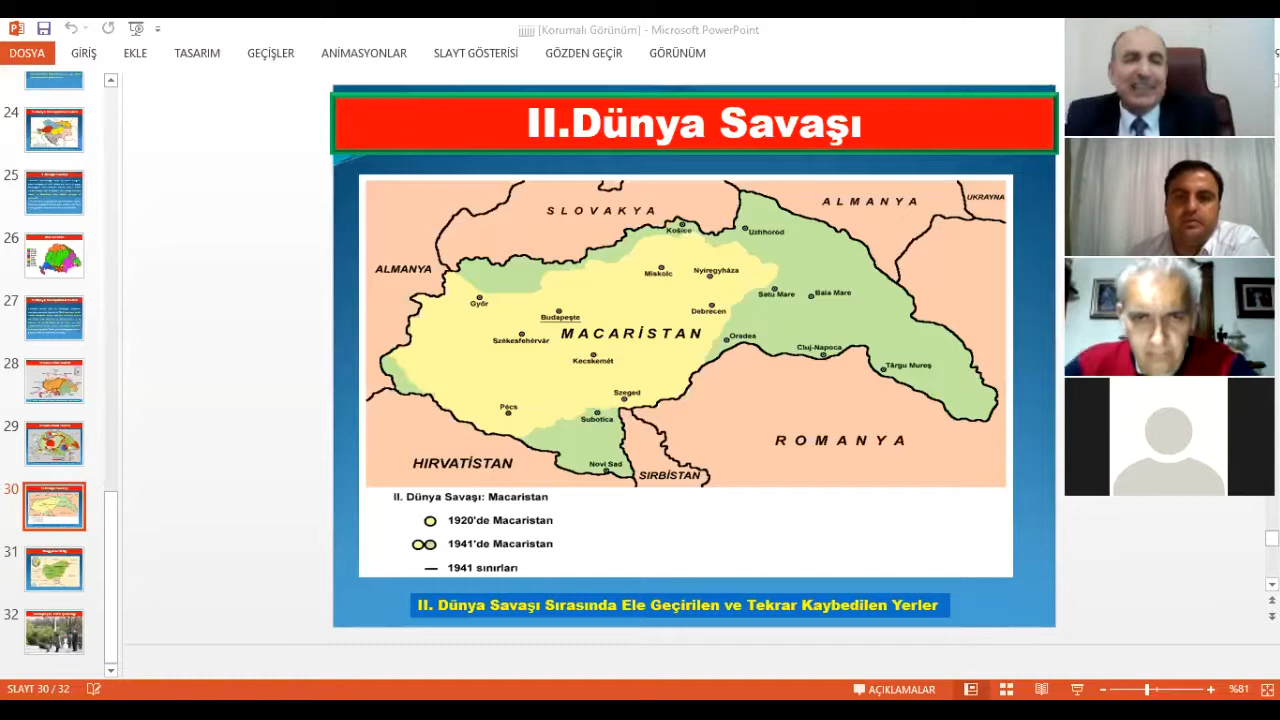 jjjjjj [Korumalı Görünüm] - Microsoft PowerPoint
DOSYA
GİRİŞ
EKLE
TASARIM
GEÇİŞLER
ANİMASYONLAR
SLAYT GÖSTERİSİ
GÖZDEN GEÇİR
GÖRÜNÜM
24
25
26
27
28
29
30
31
32
II.Dünya Savaşı
SLOVAKYA
ALMANYA
UKRAYNA
Košice
Uzhhorod
ALMANYA
Miskolc
Nyíregyháza
Satu Mare
Baia Mare
Győr
Budapeşte
Debrecen
MACARİSTAN
Oradea
Székesfehérvár
Cluj-Napoca
Kecskemét
Târgu Mureş
Szeged
Pécs
Subotica
ROMANYA
HIRVATİSTAN
Novi Sad
SIRBİSTAN
II. Dünya Savaşı: Macaristan
1920'de Macaristan
1941'de Macaristan
1941 sınırları
II. Dünya Savaşı Sırasında Ele Geçirilen ve Tekrar Kaybedilen Yerler
SLAYT 30 / 32
AÇIKLAMALAR
%81